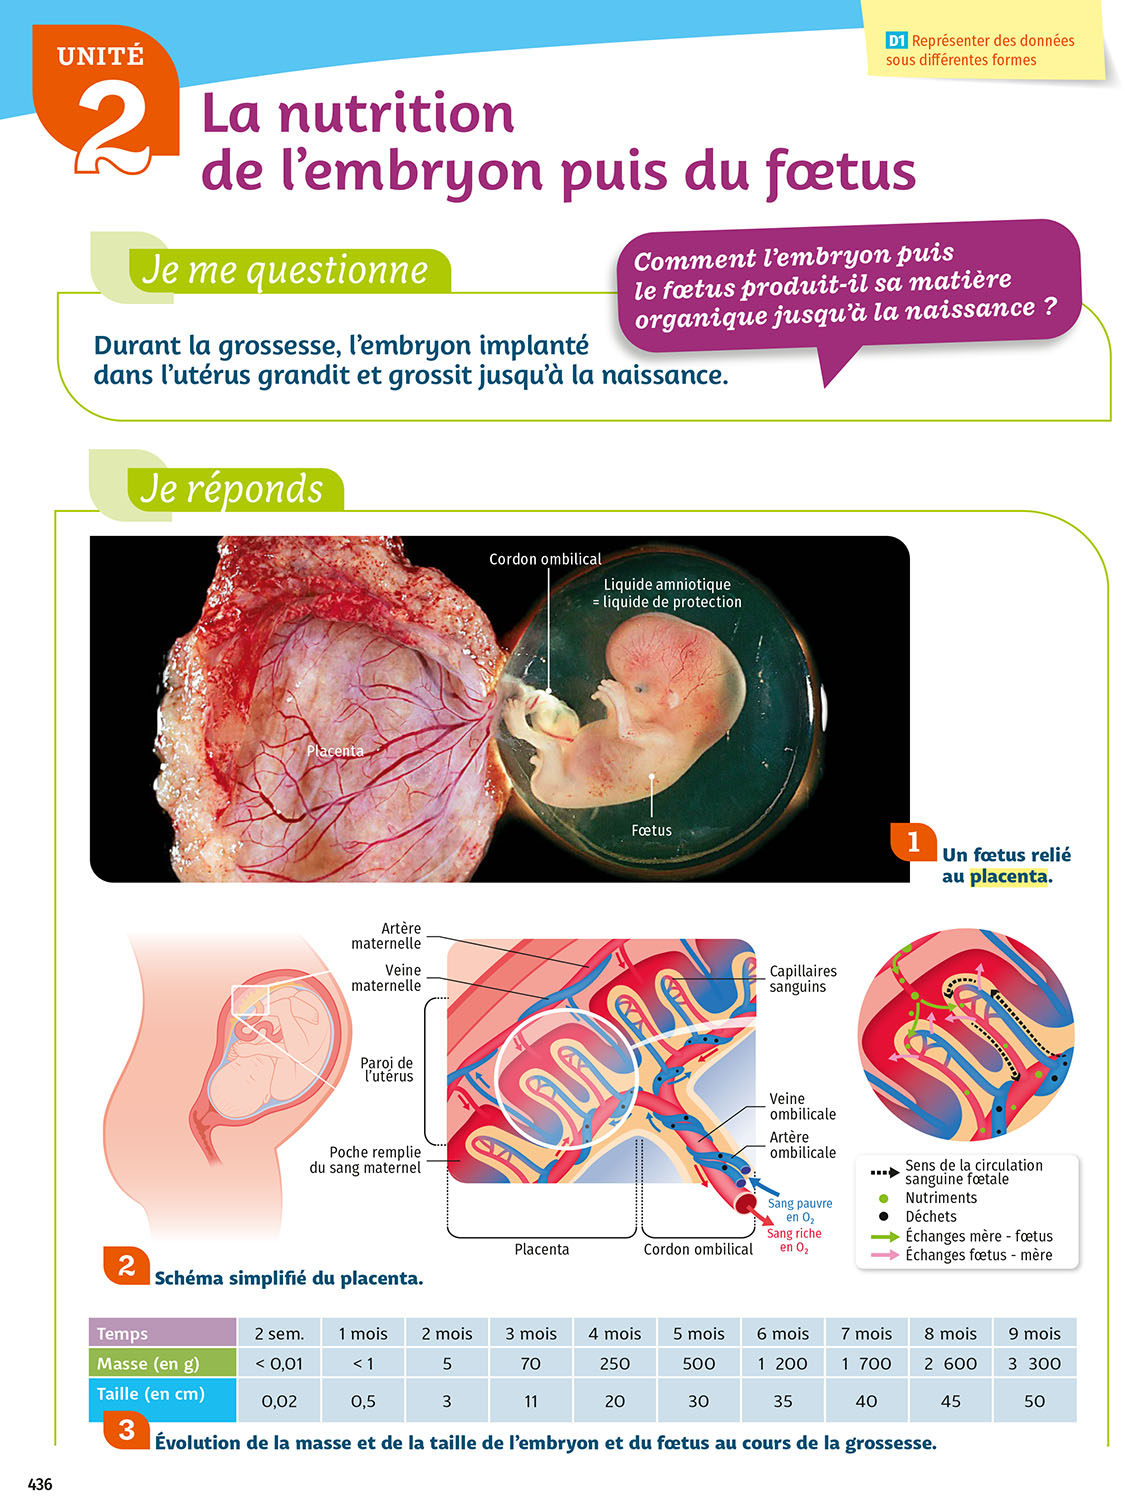 UNITÉ
2
D1 Représenter des données
sous différentes formes
La nutrition
de l'embryon puis du fœtus
Je me questionne
Comment l'embryon puis
le fœtus produit-il sa matière
organique jusqu'à la naissance ?
Durant la grossesse, l'embryon implanté
dans l'utérus grandit et grossit jusqu'à la naissance.
Je réponds
Cordon ombilical
Liquide amniotique
= liquide de protection
Placenta
Fœtus
1
Un fœtus relié
au placenta.
Artère
maternelle
Veine
maternelle
Paroi de
l'utérus
Poche remplie
du sang maternel
Capillaires
sanguins
Veine
ombilicale
Artère
ombilicale
Sang pauvre
en O₂
Sang riche
en O₂
Placenta
Cordon ombilical
Sens de la circulation
sanguine fœtale
Nutriments
Déchets
Échanges mère - fœtus
Échanges fœtus - mère
2
Schéma simplifié du placenta.
Temps 2 sem. 1 mois 2 mois 3 mois 4 mois 5 mois 6 mois 7 mois 8 mois 9 mois
Masse (en g) < 0,01 < 1 5 70 250 500 1 200 1 700 2 600 3 300
Taille (en cm) 0,02 0,5 3 11 20 30 35 40 45 50
3
Évolution de la masse et de la taille de l'embryon et du fœtus au cours de la grossesse.
436